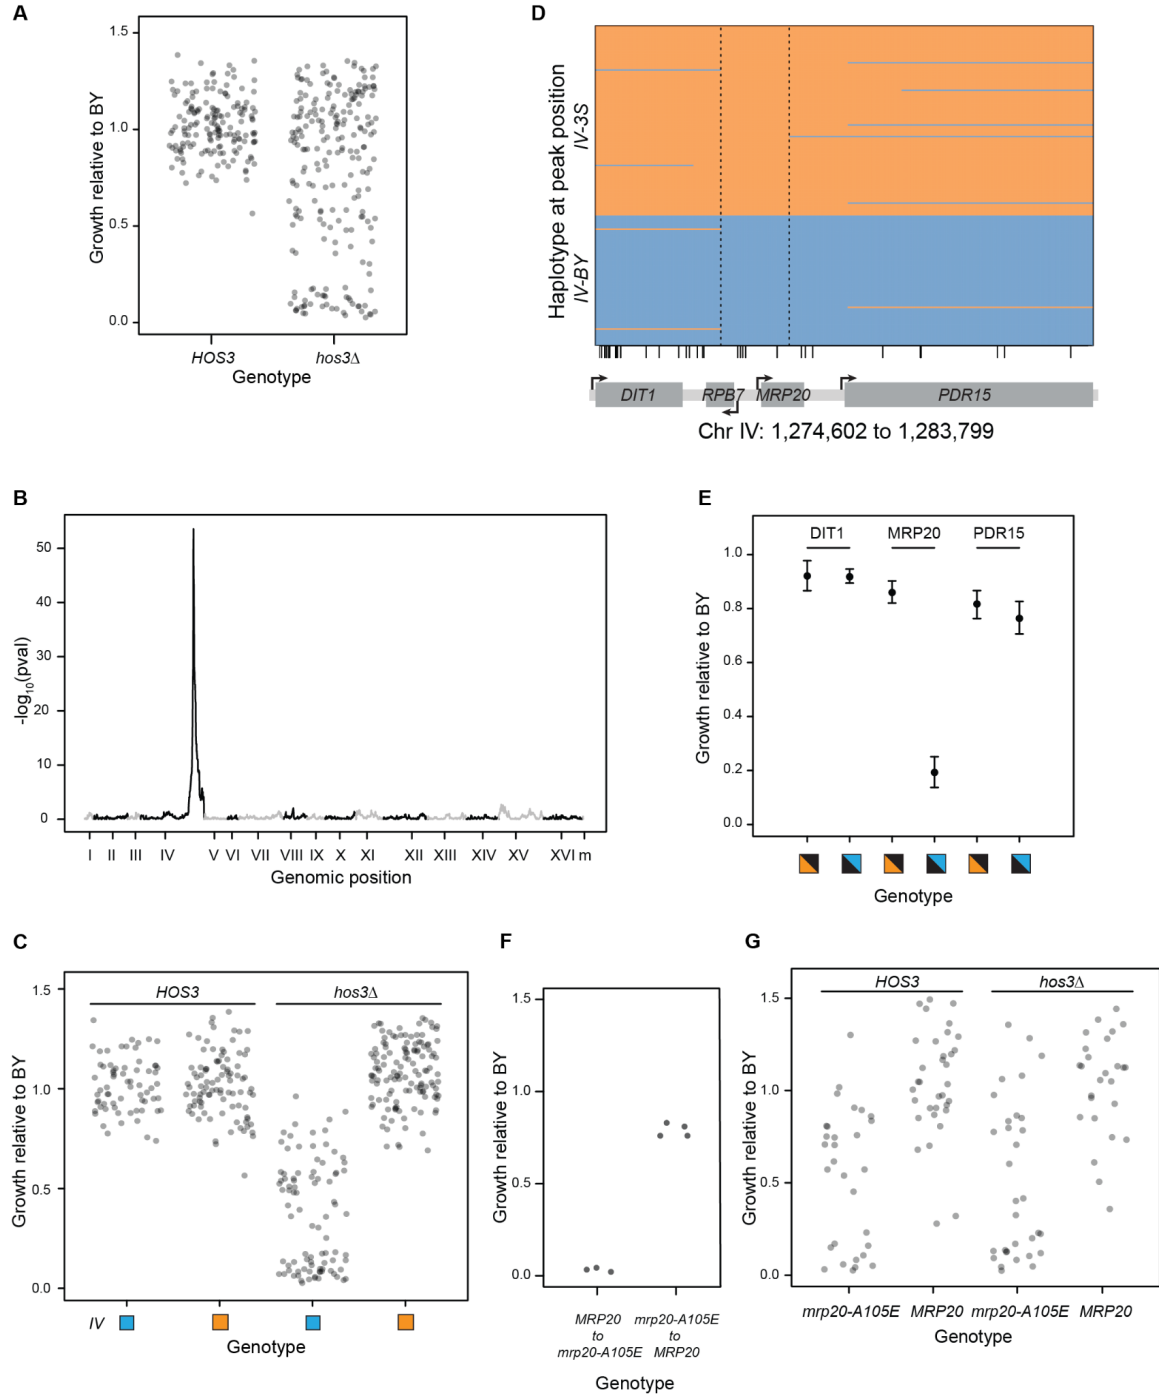 A
Growth relative to BY
1.5
1.0
0.5
0.0
HOS3
hos3Δ
Genotype
D
Haplotype at peak position
IV-3S
IV-BY
DIT1
RPB7
MRP20
PDR15
Chr IV: 1,274,602 to 1,283,799
B
-log10(pval)
50
40
30
20
10
0
I II III IV V VI VII VIII IX X XI XII XIII XIV XV XVI m
Genomic position
E
Growth relative to BY
DIT1 MRP20 PDR15
1.0
0.8
0.6
0.4
0.2
0.0
Genotype
C
Growth relative to BY
HOS3 hos3Δ
1.5
1.0
0.5
0.0
IV
Genotype
F
Growth relative to BY
1.5
1.0
0.5
0.0
MRP20 mrp20-A105E
to to
mrp20-A105E MRP20
Genotype
G
Growth relative to BY
HOS3 hos3Δ
1.5
1.0
0.5
0.0
mrp20-A105E MRP20 mrp20-A105E MRP20
Genotype